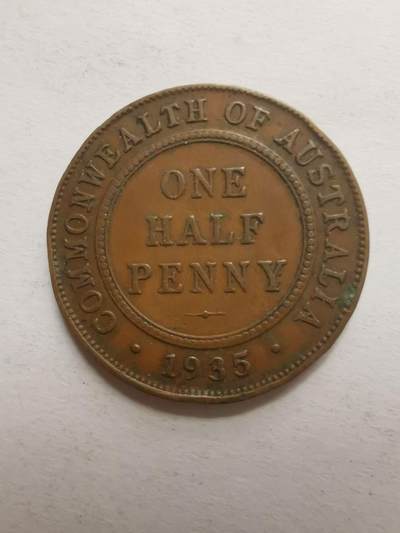 COMMONWEALTH OF AUSTRALIA
ONE
HALF
PENNY
1935